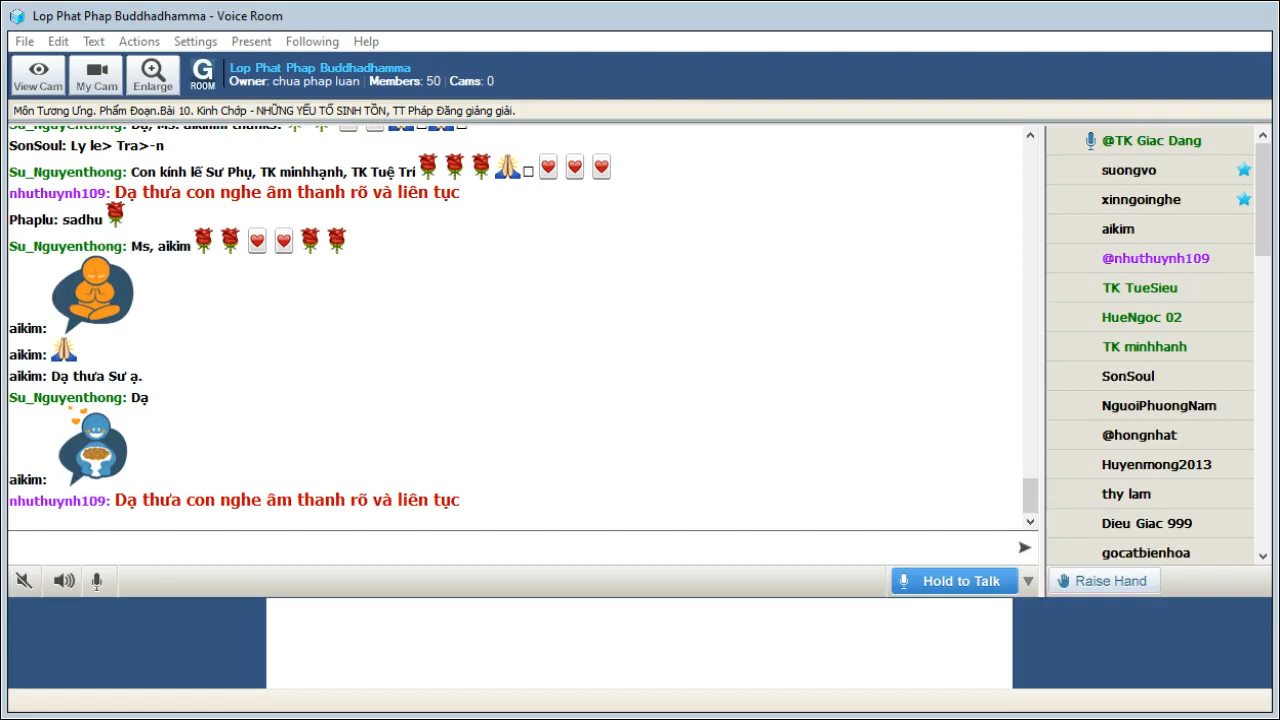 Lop Phat Phap Buddhadhamma - Voice Room
File Edit Text Actions Settings Present Following Help
View Cam My Cam Enlarge
G ROOM
Lop Phat Phap Buddhadhamma
Owner: chua phap luan | Members: 50 | Cams: 0
Môn Tương Ưng. Phẩm Đoạn.Bài 10. Kinh Chớp - NHỮNG YẾU TỐ SINH TỒN, TT Pháp Đăng giảng giải.
Su_Nguyenthong: Dạ, Ms. aikimm thanks.
SonSoul: Ly le> Tra>-n
Su_Nguyenthong: Con kính lễ Sư Phụ, TK minhhạnh, TK Tuệ Tri
nhuthuynh109: Dạ thưa con nghe âm thanh rõ và liên tục
Phaplu: sadhu
Su_Nguyenthong: Ms, aikim
aikim:
aikim:
aikim: Dạ thưa Sư ạ.
Su_Nguyenthong: Dạ
aikim:
nhuthuynh109: Dạ thưa con nghe âm thanh rõ và liên tục
Hold to Talk
@TK Giac Dang
suongvo
xinngoinghe
aikim
@nhuthuynh109
TK TueSieu
HueNgoc 02
TK minhhanh
SonSoul
NguoiPhuongNam
@hongnhat
Huyenmong2013
thy lam
Dieu Giac 999
gocatbienhoa
Raise Hand